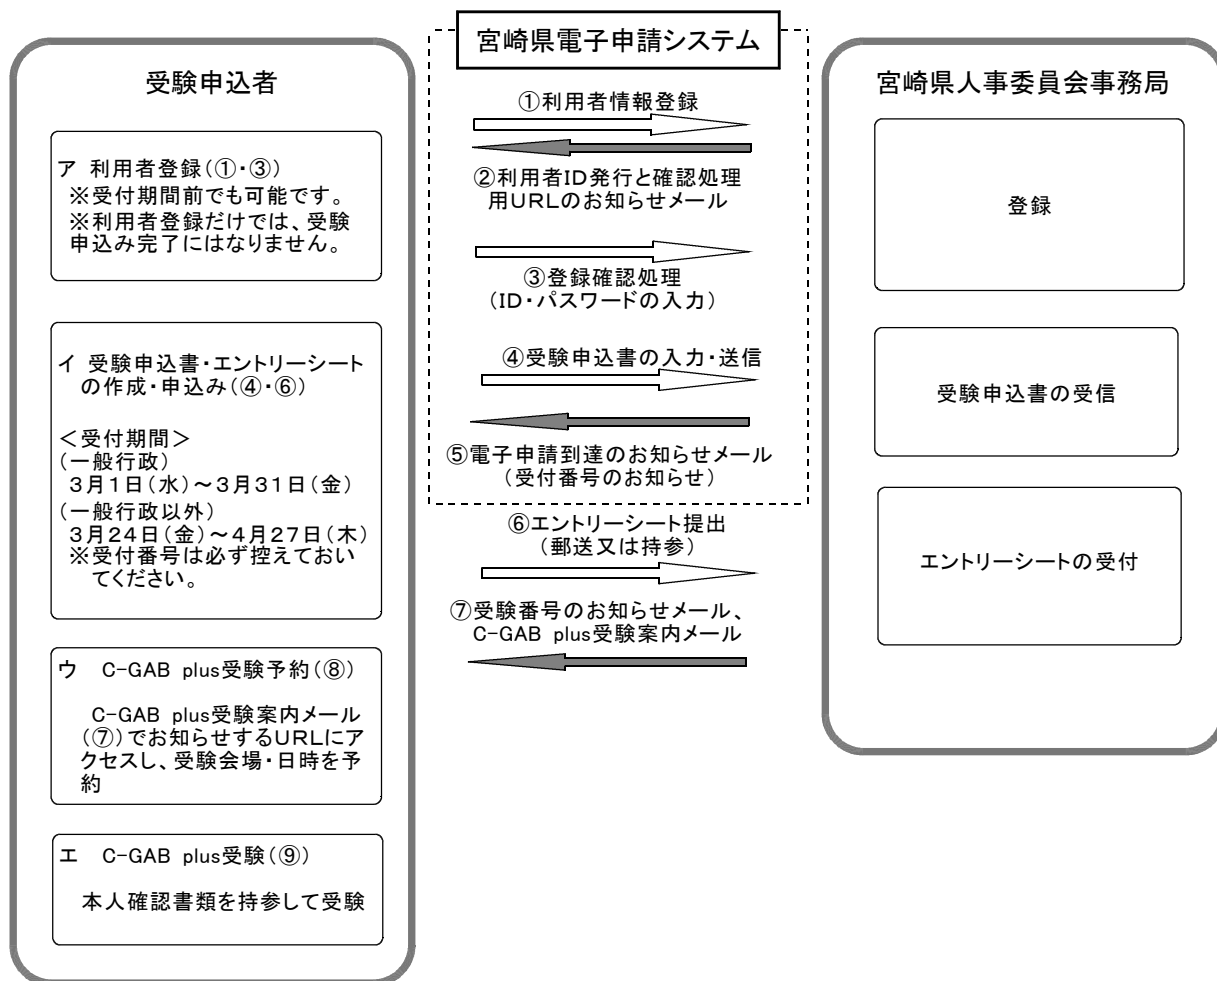 宮崎県電子申請システム
受験申込者
ア 利用者登録(①・③)
※受付期間前でも可能です。
※利用者登録だけでは、受験
申込み完了にはなりません。
イ 受験申込書・エントリーシート
の作成・申込み(④・⑥)
<受付期間>
(一般行政)
3月1日(水)~3月31日(金)
(一般行政以外)
3月24日(金)~4月27日(木)
※受付番号は必ず控えておい
てください。
ウ C-GAB plus受験予約(⑧)
C-GAB plus受験案内メール
(⑦)でお知らせするURLにア
クセスし、受験会場・日時を予
約
エ C-GAB plus受験(⑨)
本人確認書類を持参して受験
①利用者情報登録
②利用者ID発行と確認処理
用URLのお知らせメール
③登録確認処理
(ID・パスワードの入力)
④受験申込書の入力・送信
⑤電子申請到達のお知らせメール
(受付番号のお知らせ)
⑥エントリーシート提出
(郵送又は持参)
⑦受験番号のお知らせメール、
C-GAB plus受験案内メール
宮崎県人事委員会事務局
登録
受験申込書の受信
エントリーシートの受付